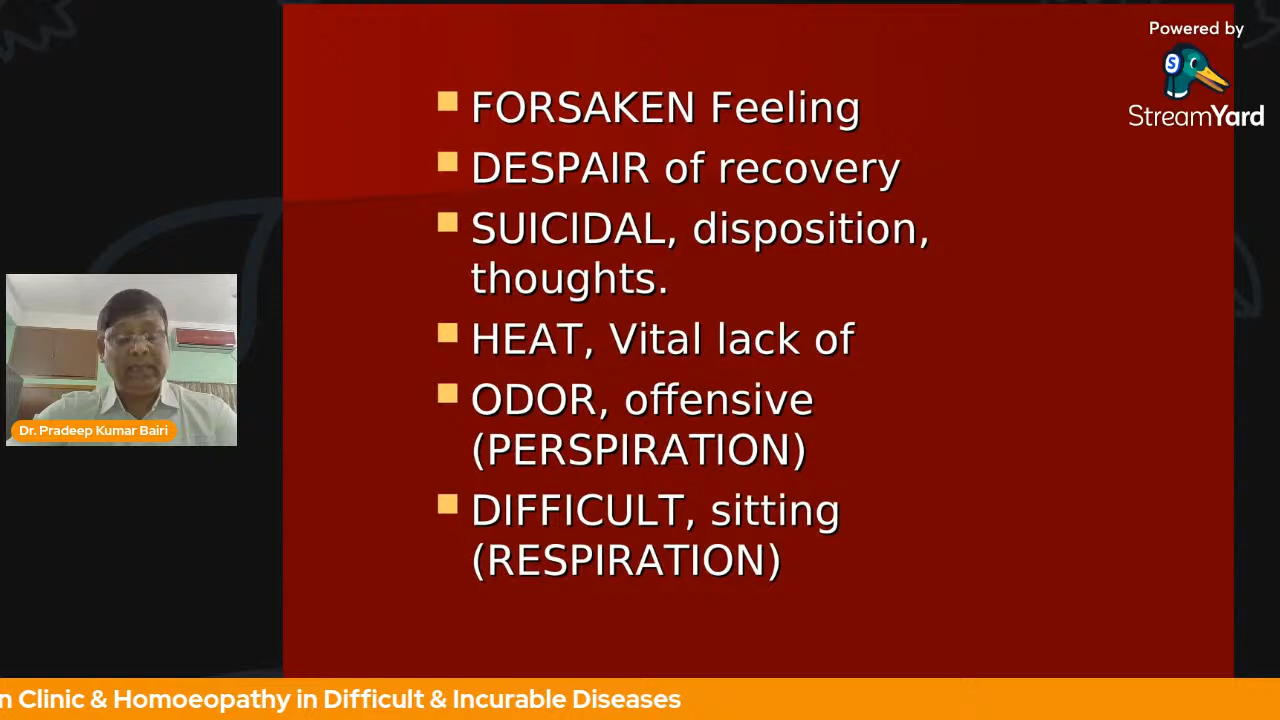 Powered by
StreamYard
FORSAKEN Feeling
DESPAIR of recovery
SUICIDAL, disposition,
thoughts.
HEAT, Vital lack of
ODOR, offensive
(PERSPIRATION)
DIFFICULT, sitting
(RESPIRATION)
Dr. Pradeep Kumar Bairi
n Clinic & Homoeopathy in Difficult & Incurable Diseases